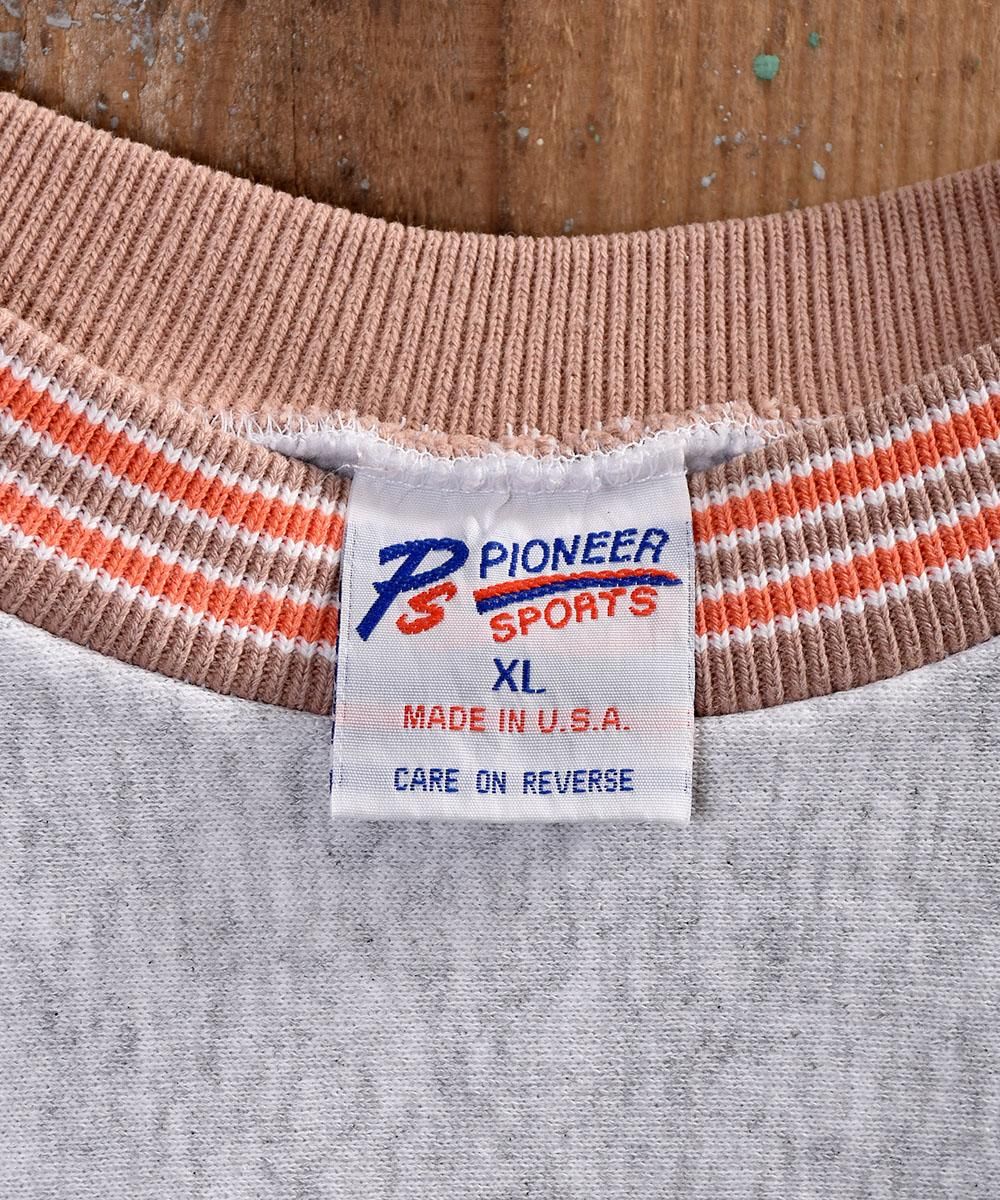 Ps PIONEER
SPORTS
XL
MADE IN U.S.A.
CARE ON REVERSE